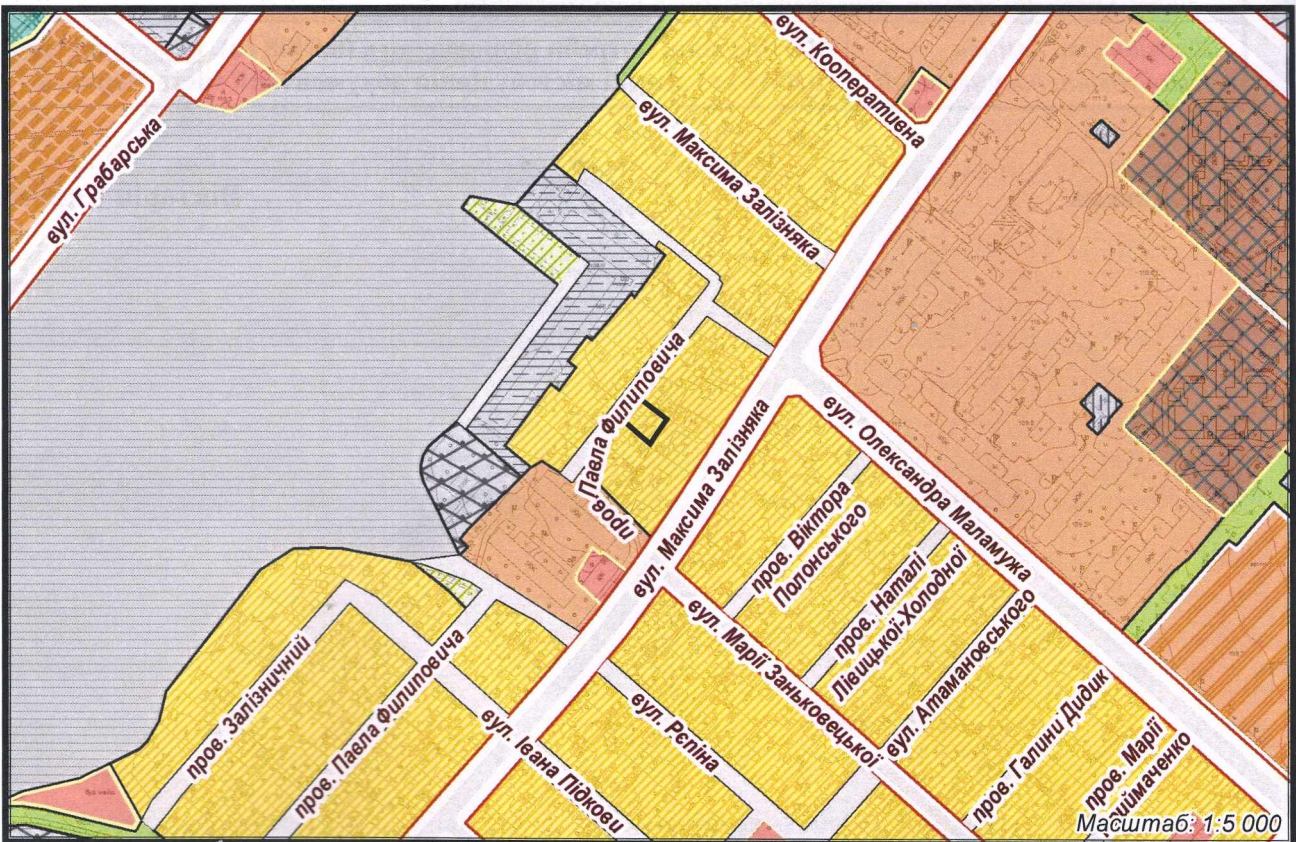 вул. Кооперативна
вул. Максима Залізняка
вул. Грабарська
Павла Филиповича
пров.
вул. Максима Залізняка
вул. Олександра Маламужа
пров. Віктора
Полонського
пров. Наталі
Лівицької-Холодної
вул. Атамановського
вул. Марії Заньковецької
пров. Галини Дидик
пров. Марії
вул. Рєпіна
вул. Івана Підкови
пров. Залізничний
пров. Павла Филиповича
Масштаб: 1:5 000